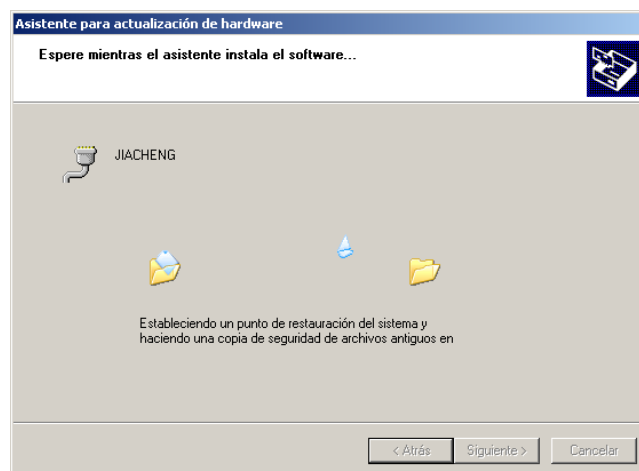 Asistente para actualización de hardware
Espere mientras el asistente instala el software...
JIACHENG
Estableciendo un punto de restauración del sistema y
haciendo una copia de seguridad de archivos antiguos en
< Atrás
Siguiente >
Cancelar